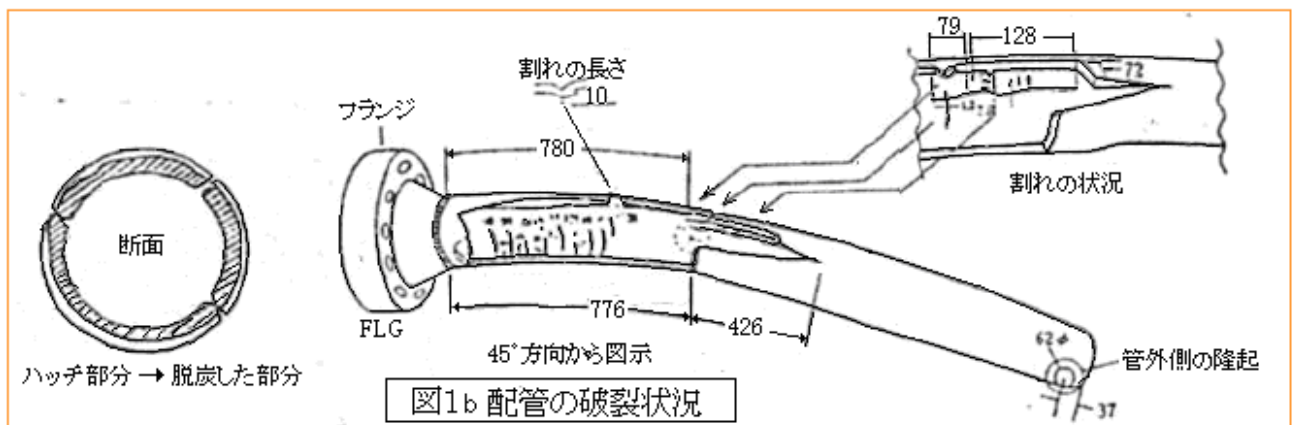 79
128
72
割れの長さ
10
フランジ
780
割れの状況
断面
776
426
FLG
45°方向から図示
62φ
管外側の隆起
37
ハッチ部分 → 脱炭した部分
図1b 配管の破裂状況